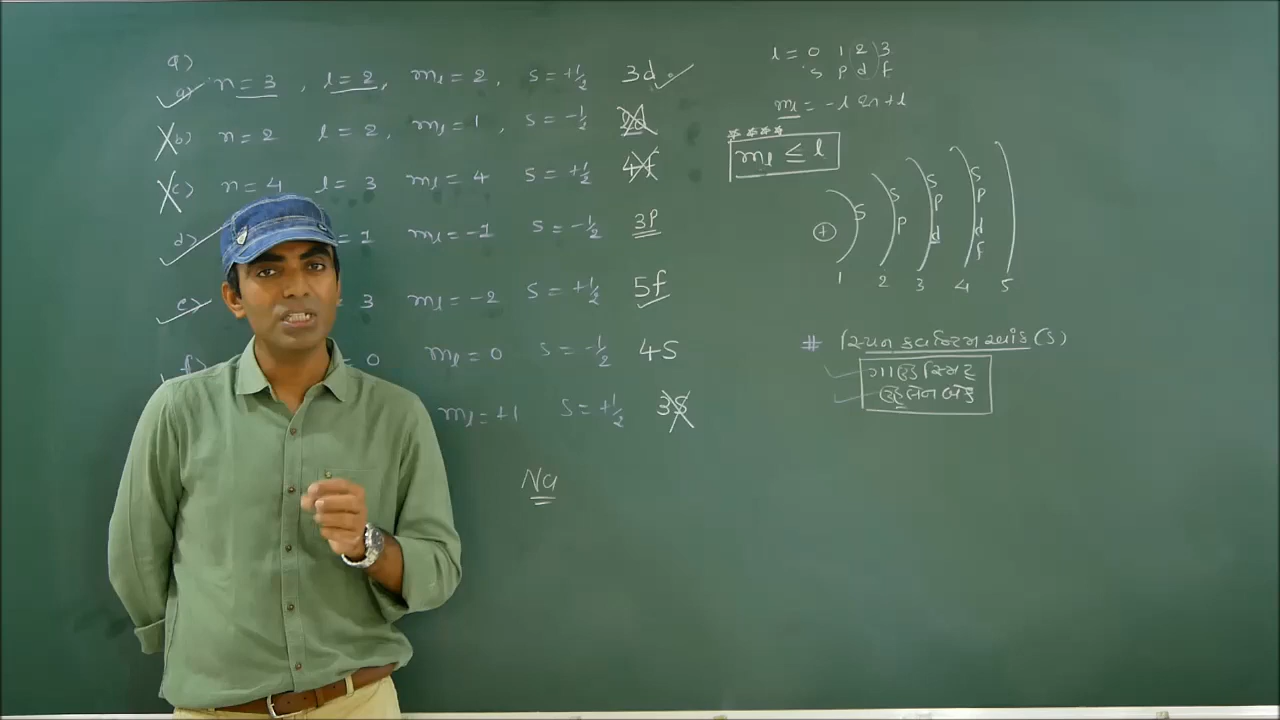 Q)
a) n = 3 , l = 2 , mₗ = 2 , s = +1/2 3d
b) n = 2 l = 2 , mₗ = 1 , s = -1/2 2d
c) n = 4 l = 3 mₗ = 4 s = +1/2 4f
d) = 1 mₗ = -1 s = -1/2 3p
e) 3 mₗ = -2 s = +1/2 5f
f) = 0 mₗ = 0 s = -1/2 4s
mₗ = +1 s = +1/2 3s
Na
l = 0 1 2 3
s p d f
mₗ = -l થી + l
****
mₗ ≤ l
+ s s p s p d s p d f
1 2 3 4 5
# સ્પિન ક્વોન્ટમ આંક (s)